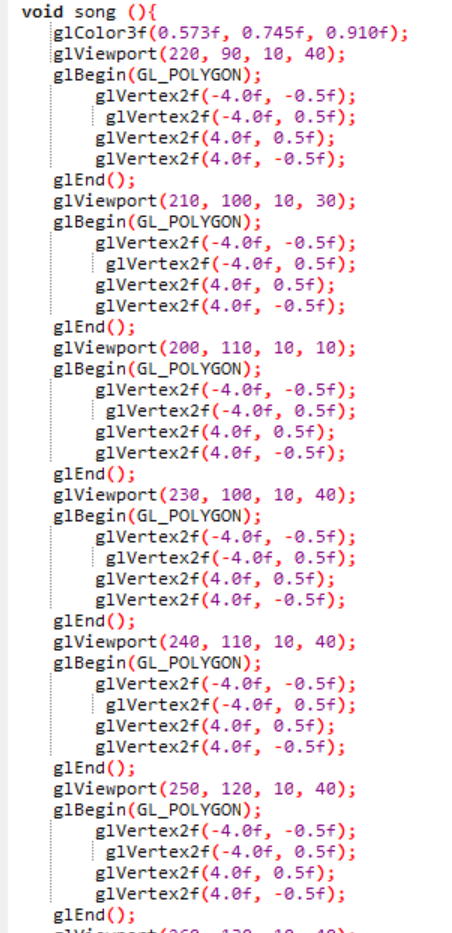 void song (){
glColor3f(0.573f, 0.745f, 0.910f);
glViewport(220, 90, 10, 40);
glBegin(GL_POLYGON);
glVertex2f(-4.0f, -0.5f);
glVertex2f(-4.0f, 0.5f);
glVertex2f(4.0f, 0.5f);
glVertex2f(4.0f, -0.5f);
glEnd();
glViewport(210, 100, 10, 30);
glBegin(GL_POLYGON);
glVertex2f(-4.0f, -0.5f);
glVertex2f(-4.0f, 0.5f);
glVertex2f(4.0f, 0.5f);
glVertex2f(4.0f, -0.5f);
glEnd();
glViewport(200, 110, 10, 10);
glBegin(GL_POLYGON);
glVertex2f(-4.0f, -0.5f);
glVertex2f(-4.0f, 0.5f);
glVertex2f(4.0f, 0.5f);
glVertex2f(4.0f, -0.5f);
glEnd();
glViewport(230, 100, 10, 40);
glBegin(GL_POLYGON);
glVertex2f(-4.0f, -0.5f);
glVertex2f(-4.0f, 0.5f);
glVertex2f(4.0f, 0.5f);
glVertex2f(4.0f, -0.5f);
glEnd();
glViewport(240, 110, 10, 40);
glBegin(GL_POLYGON);
glVertex2f(-4.0f, -0.5f);
glVertex2f(-4.0f, 0.5f);
glVertex2f(4.0f, 0.5f);
glVertex2f(4.0f, -0.5f);
glEnd();
glViewport(250, 120, 10, 40);
glBegin(GL_POLYGON);
glVertex2f(-4.0f, -0.5f);
glVertex2f(-4.0f, 0.5f);
glVertex2f(4.0f, 0.5f);
glVertex2f(4.0f, -0.5f);
glEnd();